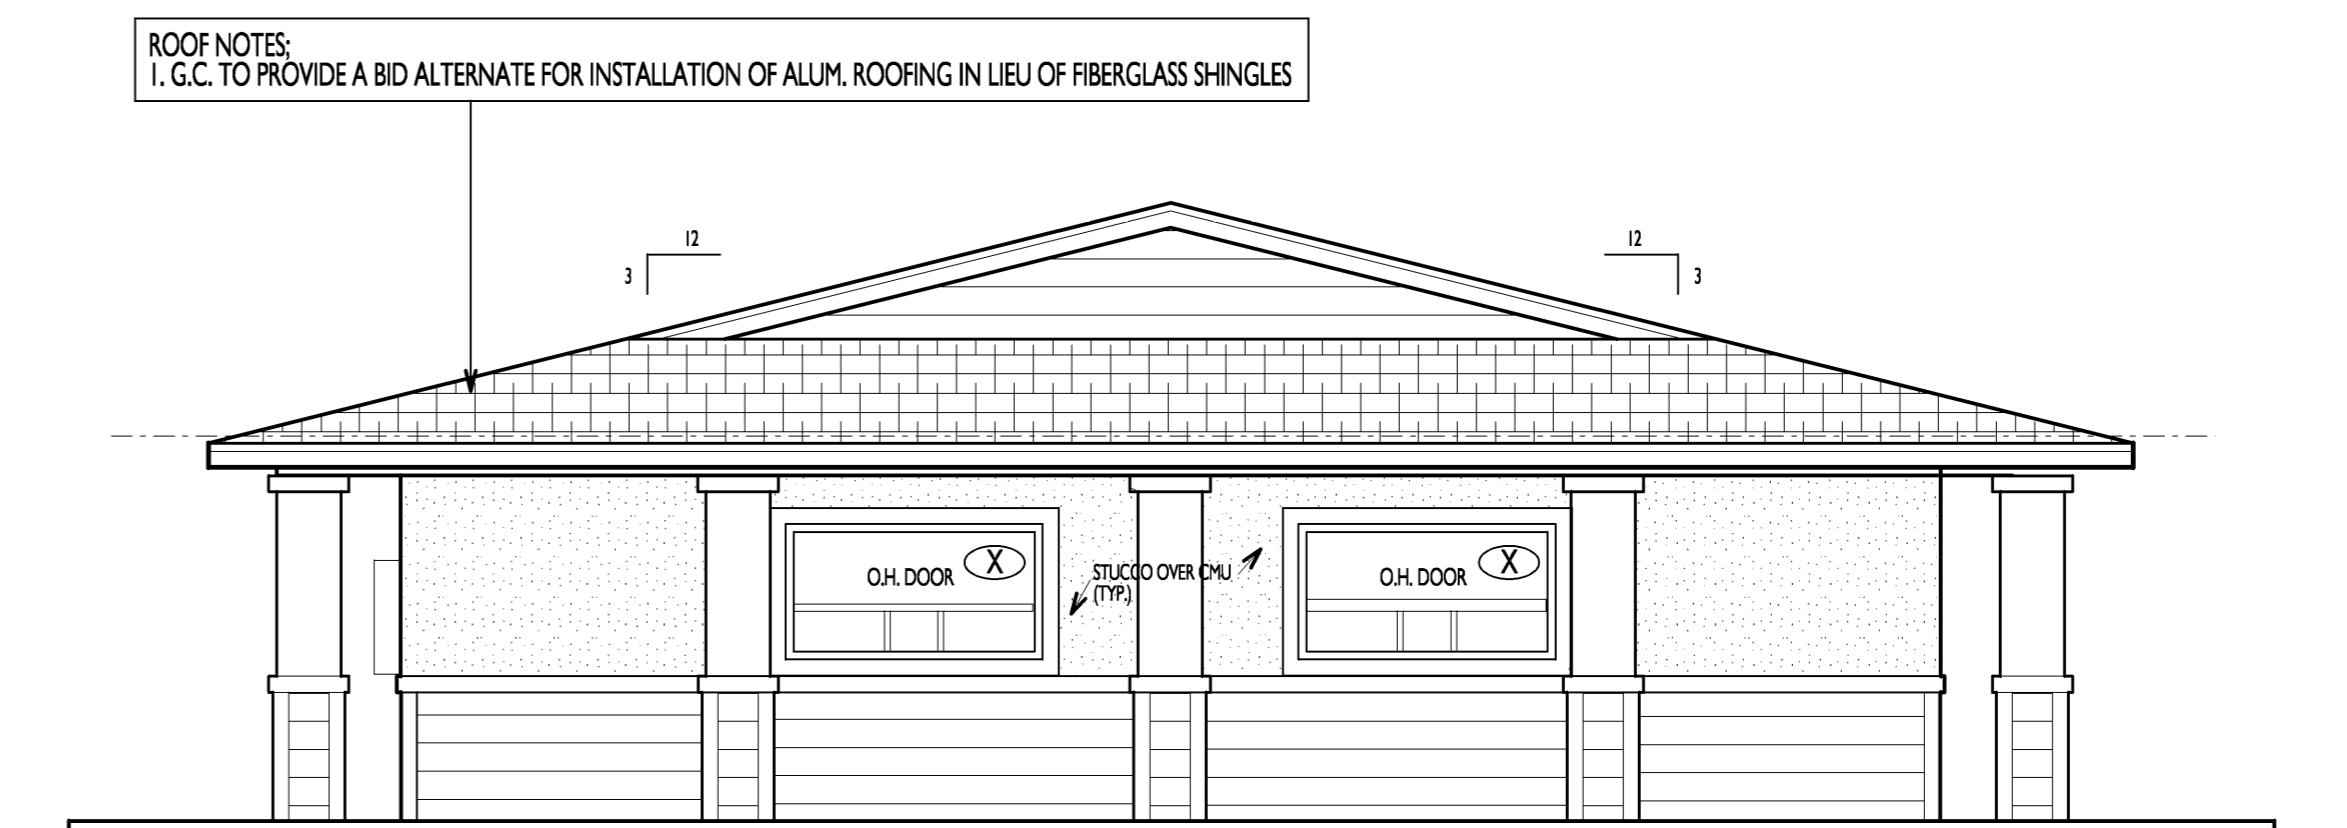 ROOF NOTES;
1. G.C. TO PROVIDE A BID ALTERNATE FOR INSTALLATION OF ALUM. ROOFING IN LIEU OF FIBERGLASS SHINGLES
12
3
12
3
O.H. DOOR
X
STUCCO OVER CMU
(TYP.)
O.H. DOOR
X